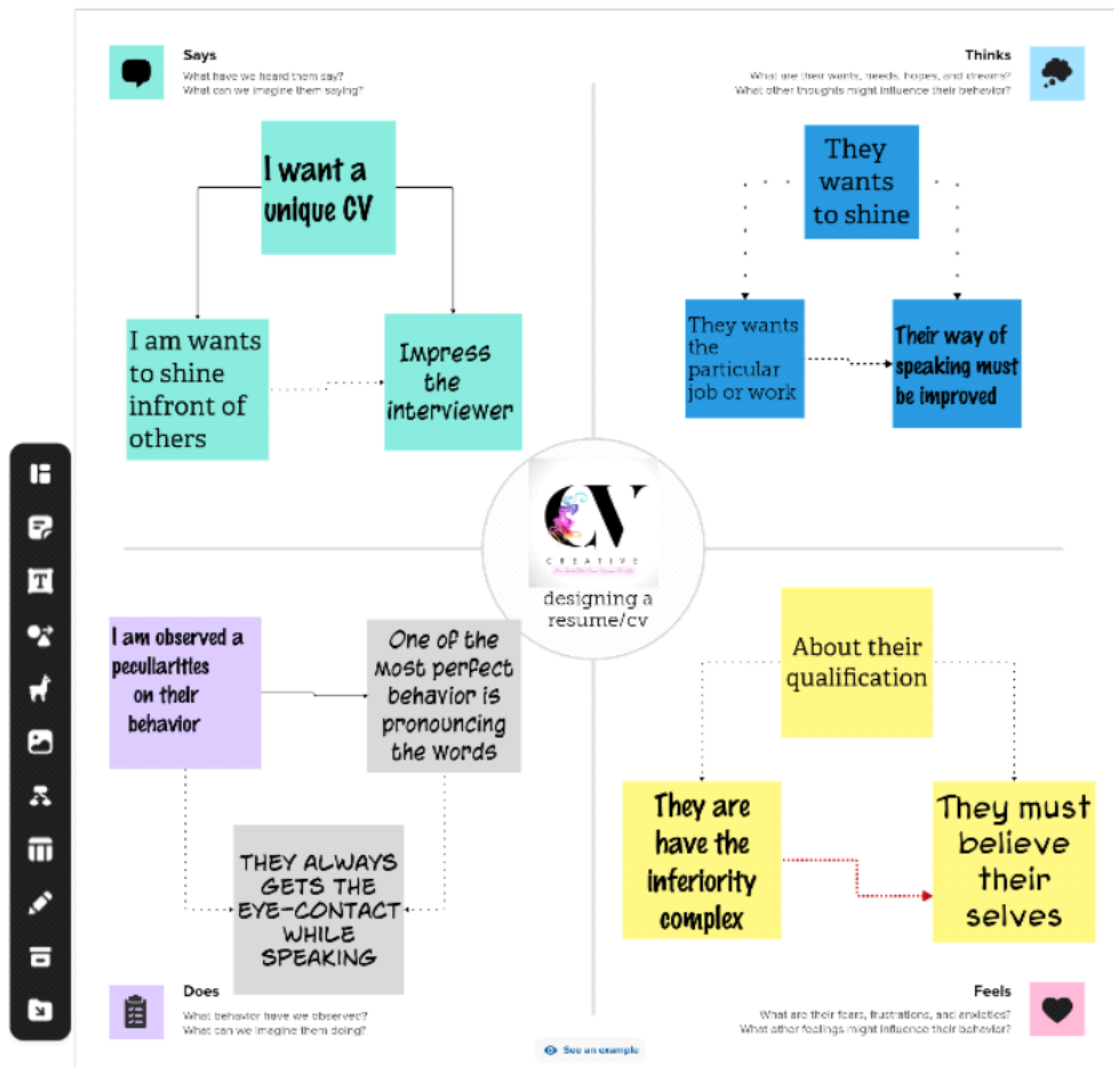 Says
What have we heard them say?
What can we imagine them saying?
I want a
unique CV
I am wants
to shine
infront of
others
Impress
the
interviewer
Thinks
What are their wants, needs, hopes, and dreams?
What other thoughts might influence their behavior?
They
wants
to shine
They wants
the
particular
job or work
Their way of
speaking must
be improved
CV
CREATIVE
designing a
resume/cv
I am observed a
peculiarities
on their
behavior
One of the
most perfect
behavior is
pronouncing
the words
THEY ALWAYS
GETS THE
EYE-CONTACT
WHILE
SPEAKING
Does
What behavior have we observed?
What can we imagine them doing?
About their
qualification
They are
have the
inferiority
complex
They must
believe
their
selves
Feels
What are their fears, frustrations, and anxieties?
What other feelings might influence their behavior?
See an example
T